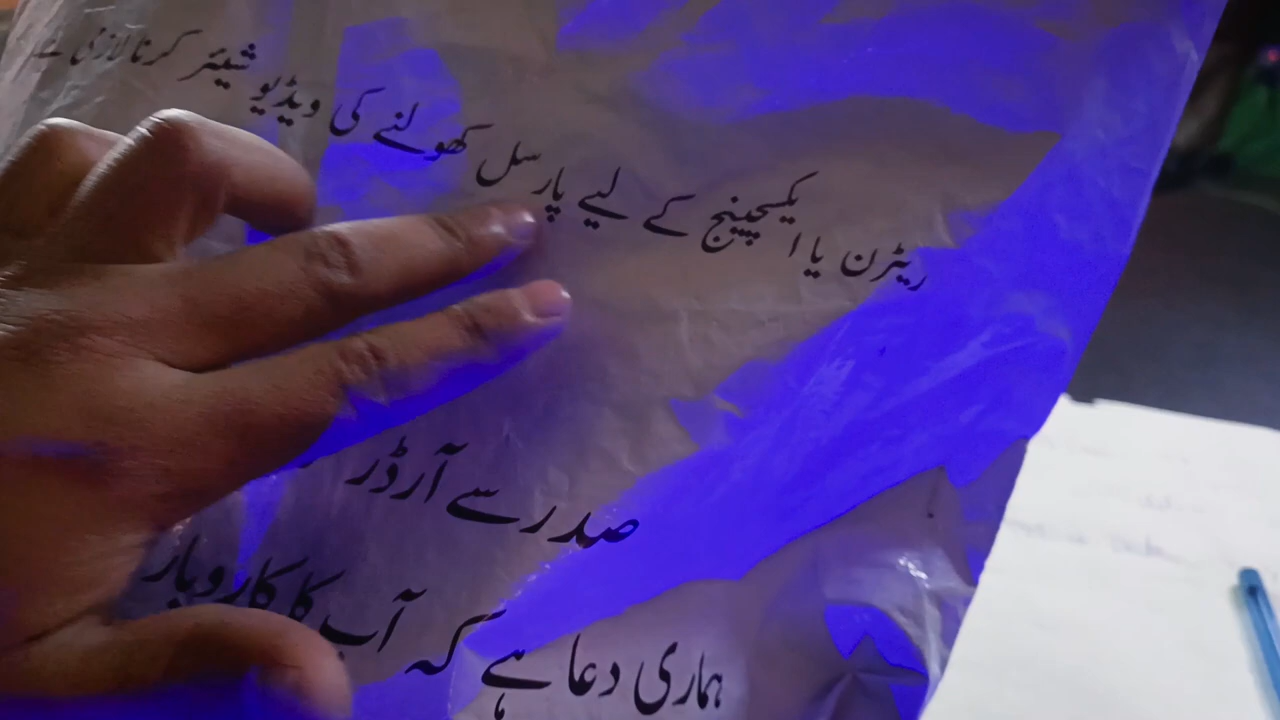 ریٹرن یا ایکسچینج کے لیے پارسل کھولنے کی ویڈیو شیئر کرنا لازمی ہے
صدر سے آرڈر
ہماری دعا ہے کہ آپ کا کاروبار